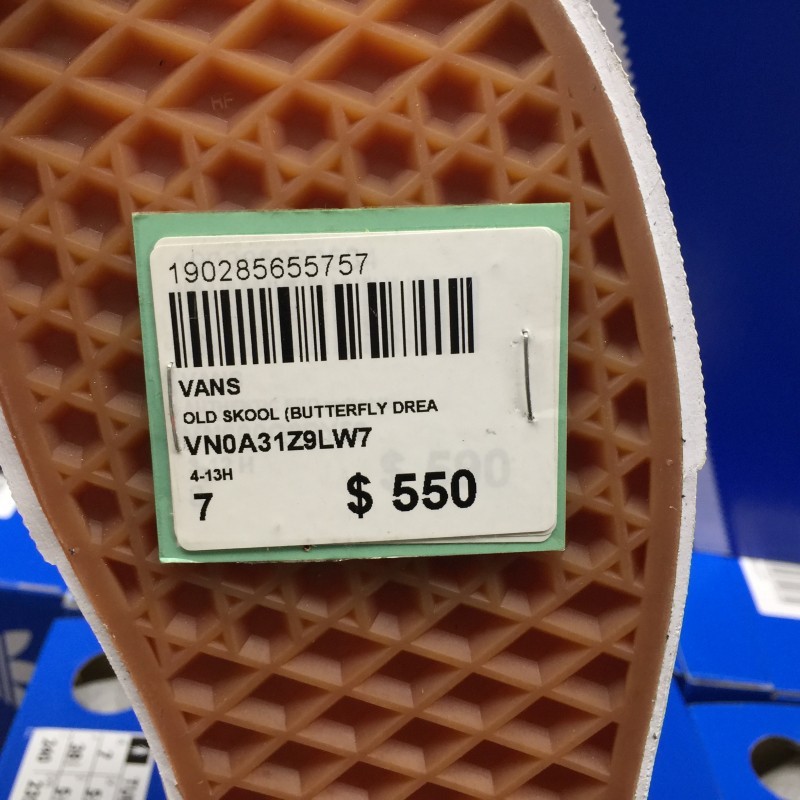 190285655757
VANS
OLD SKOOL (BUTTERFLY DREA
VN0A31Z9LW7
4-13H
7 $ 550